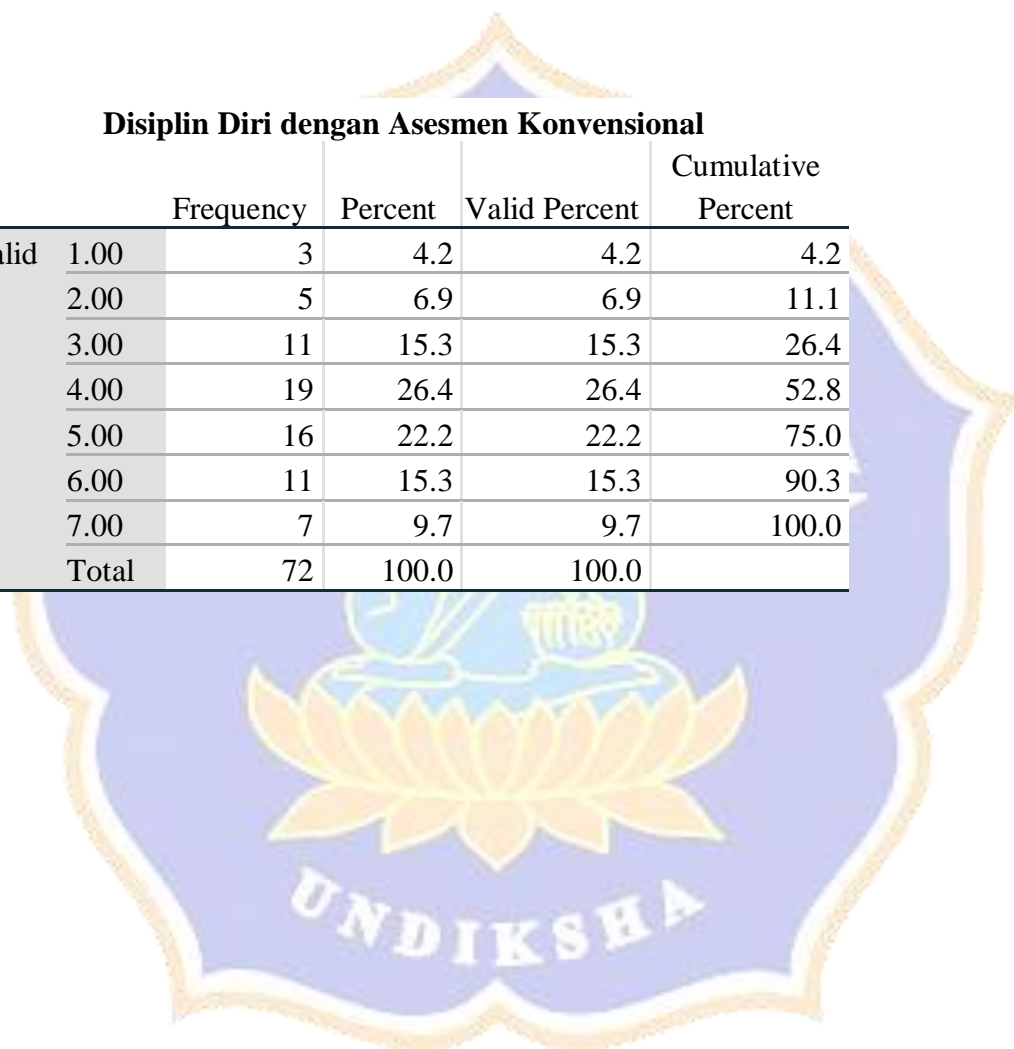 Disiplin Diri dengan Asesmen Konvensional
Frequency Percent Valid Percent Cumulative Percent
alid 1.00 3 4.2 4.2 4.2
2.00 5 6.9 6.9 11.1
3.00 11 15.3 15.3 26.4
4.00 19 26.4 26.4 52.8
5.00 16 22.2 22.2 75.0
6.00 11 15.3 15.3 90.3
7.00 7 9.7 9.7 100.0
Total 72 100.0 100.0
UNDIKSHA